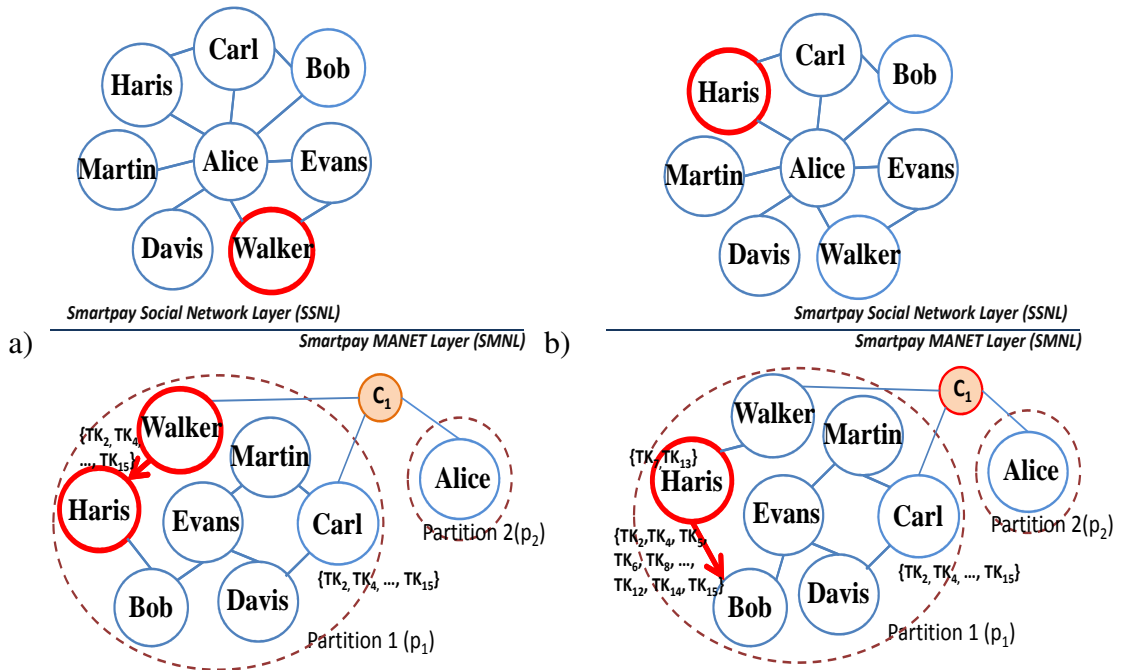 Carl
Bob
Haris
Martin
Alice
Evans
Davis
Walker
Smartpay Social Network Layer (SSNL)
a)
Smartpay MANET Layer (SMNL)
C1
Walker
{TK2, TK4,
..., TK15}
Martin
Haris
Evans
Carl
Alice
Partition 2(p2)
{TK2, TK4, ..., TK15}
Bob
Davis
Partition 1 (p1)
Carl
Bob
Haris
Martin
Alice
Evans
Davis
Walker
Smartpay Social Network Layer (SSNL)
b)
Smartpay MANET Layer (SMNL)
C1
Walker
Martin
Haris
Evans
Carl
Alice
Partition 2(p2)
{TK2,TK4, TK5,
TK6, TK8, ...,
TK12, TK14, TK15}
{TK2, TK4, ..., TK15}
Bob
Davis
Partition 1 (p1)